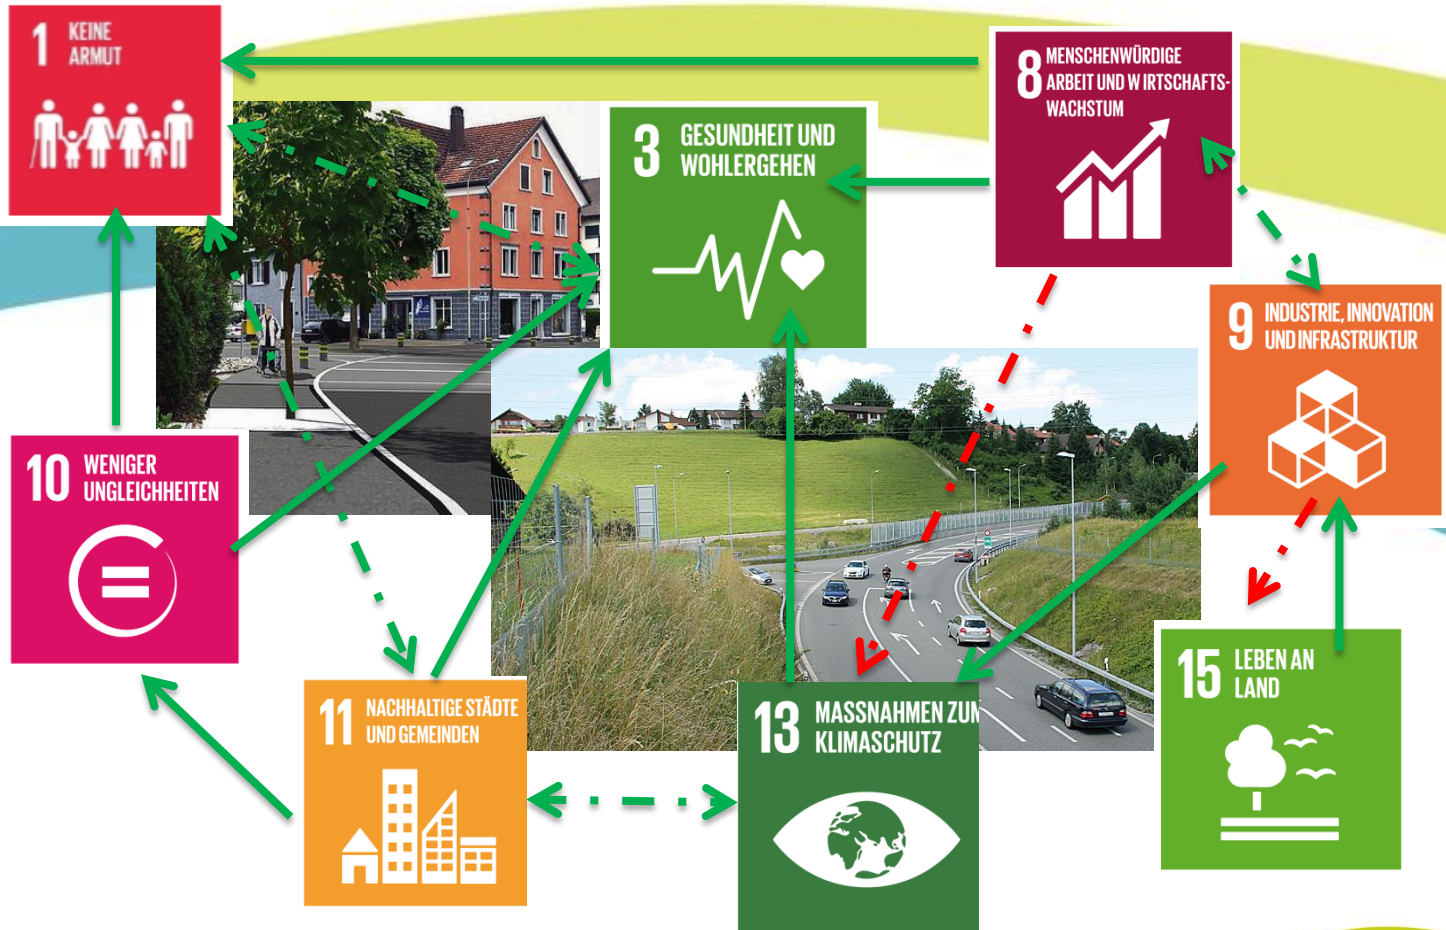 1 KEINE
ARMUT
8 MENSCHENWÜRDIGE
ARBEIT UND WIRTSCHAFTS-
WACHSTUM
3 GESUNDHEIT UND
WOHLERGEHEN
9 INDUSTRIE, INNOVATION
UND INFRASTRUKTUR
10 WENIGER
UNGLEICHHEITEN
15 LEBEN AN
LAND
11 NACHHALTIGE STÄDTE
UND GEMEINDEN
13 MASSNAHMEN ZUM
KLIMASCHUTZ